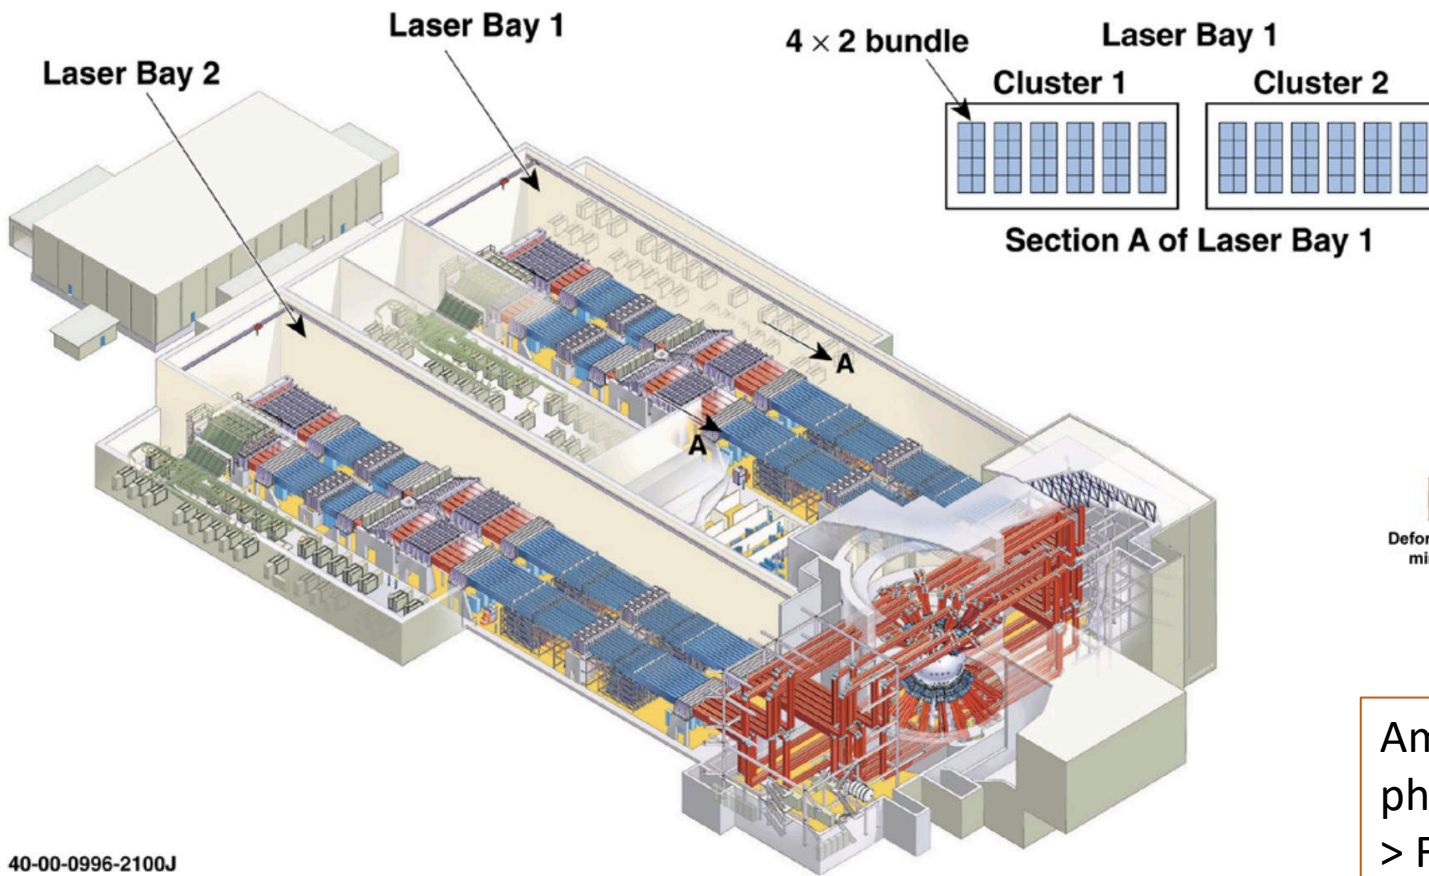 Laser Bay 1
Laser Bay 2
4 × 2 bundle
Laser Bay 1
Cluster 1
Cluster 2
Section A of Laser Bay 1
A
A
40-00-0996-2100J